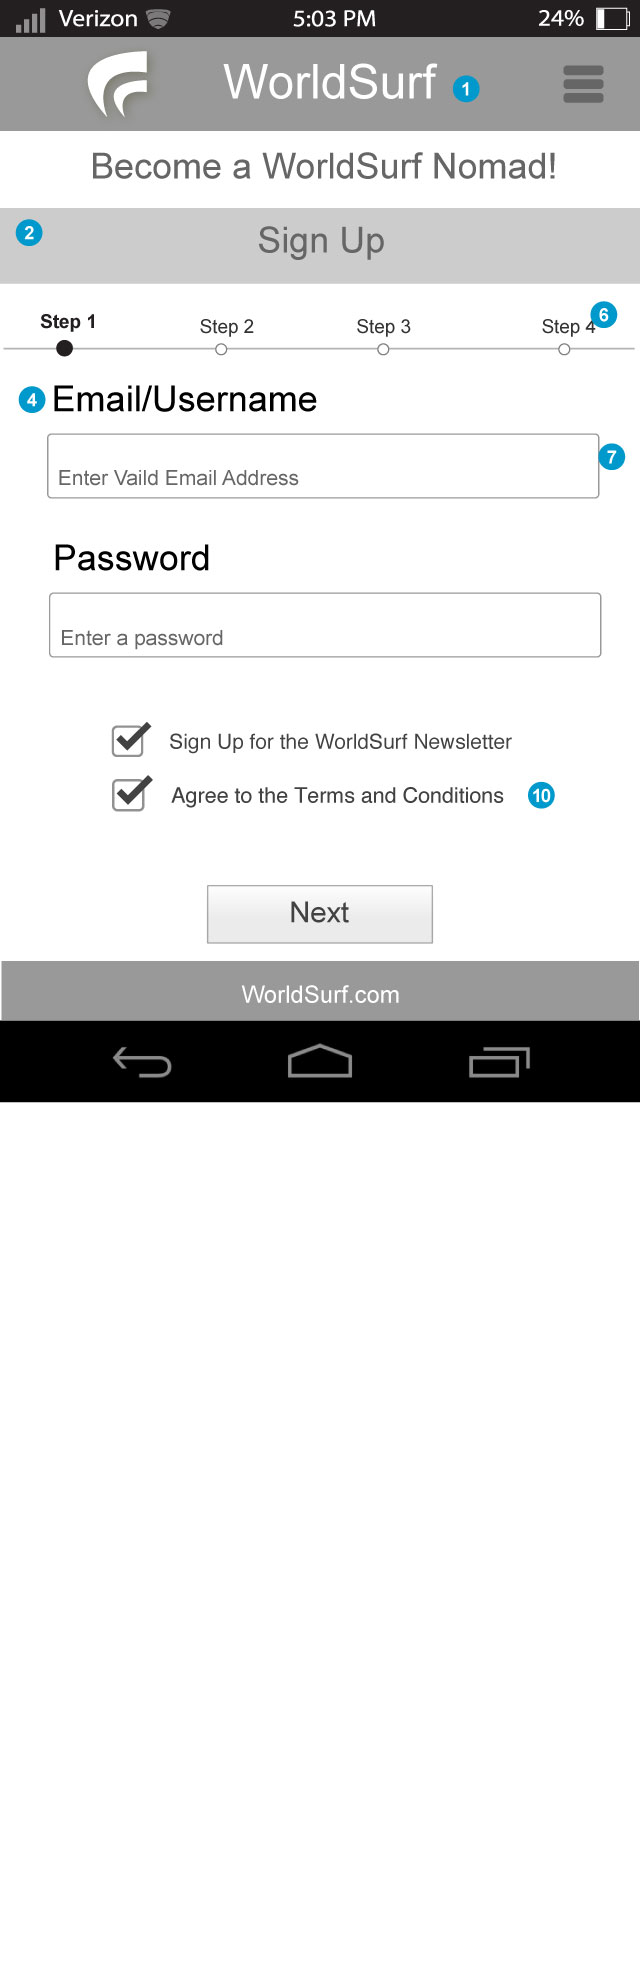 Verizon 5:03 PM 24%
WorldSurf 1
Become a WorldSurf Nomad!
2 Sign Up
Step 1 Step 2 Step 3 Step 4 6
4 Email/Username
Enter Vaild Email Address 7
Password
Enter a password
Sign Up for the WorldSurf Newsletter
Agree to the Terms and Conditions 10
Next
WorldSurf.com